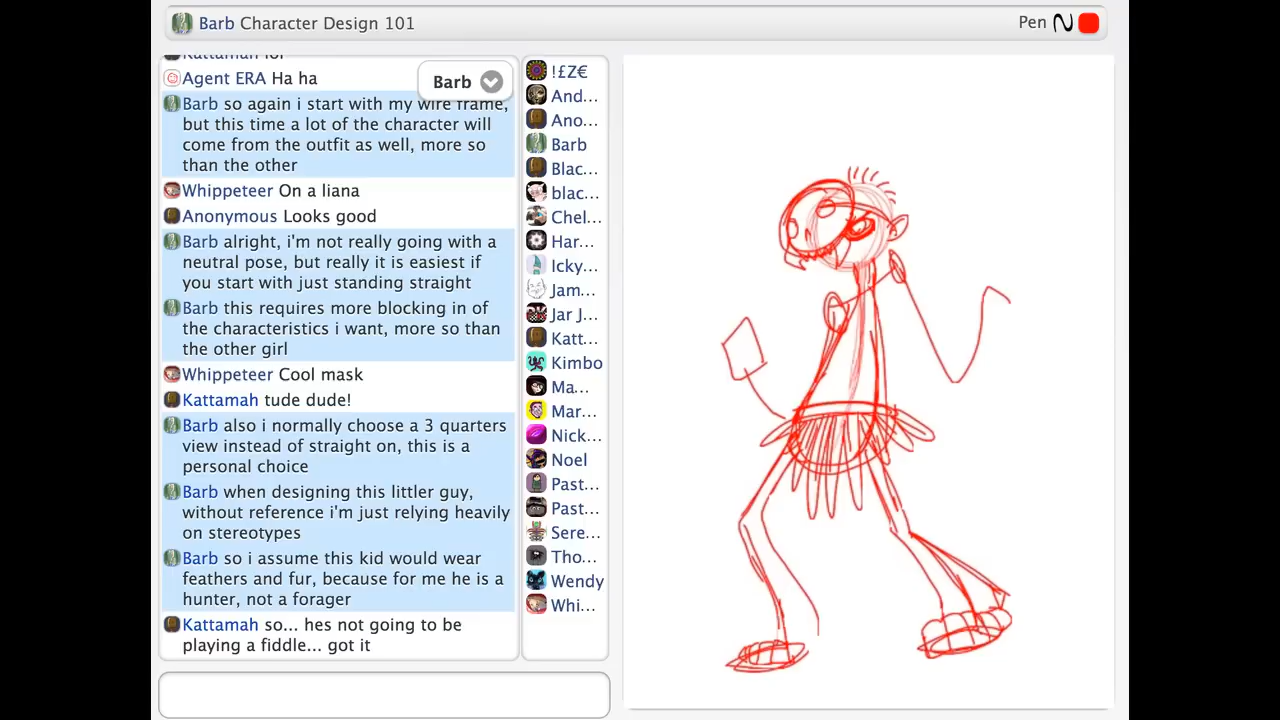 Barb Character Design 101
Pen
Kattamah lol
Agent ERA Ha ha
Barb
Barb so again i start with my wire frame,
but this time a lot of the character will
come from the outfit as well, more so
than the other
Whippeteer On a liana
Anonymous Looks good
Barb alright, i'm not really going with a
neutral pose, but really it is easiest if
you start with just standing straight
Barb this requires more blocking in of
the characteristics i want, more so than
the other girl
Whippeteer Cool mask
Kattamah tude dude!
Barb also i normally choose a 3 quarters
view instead of straight on, this is a
personal choice
Barb when designing this littler guy,
without reference i'm just relying heavily
on stereotypes
Barb so i assume this kid would wear
feathers and fur, because for me he is a
hunter, not a forager
Kattamah so... hes not going to be
playing a fiddle... got it
!£Z€
And...
Ano...
Barb
Blac...
blac...
Chel...
Har...
Icky...
Jam...
Jar J...
Katt...
Kimbo
Ma...
Mar...
Nick...
Noel
Past...
Past...
Sere...
Tho...
Wendy
Whi...